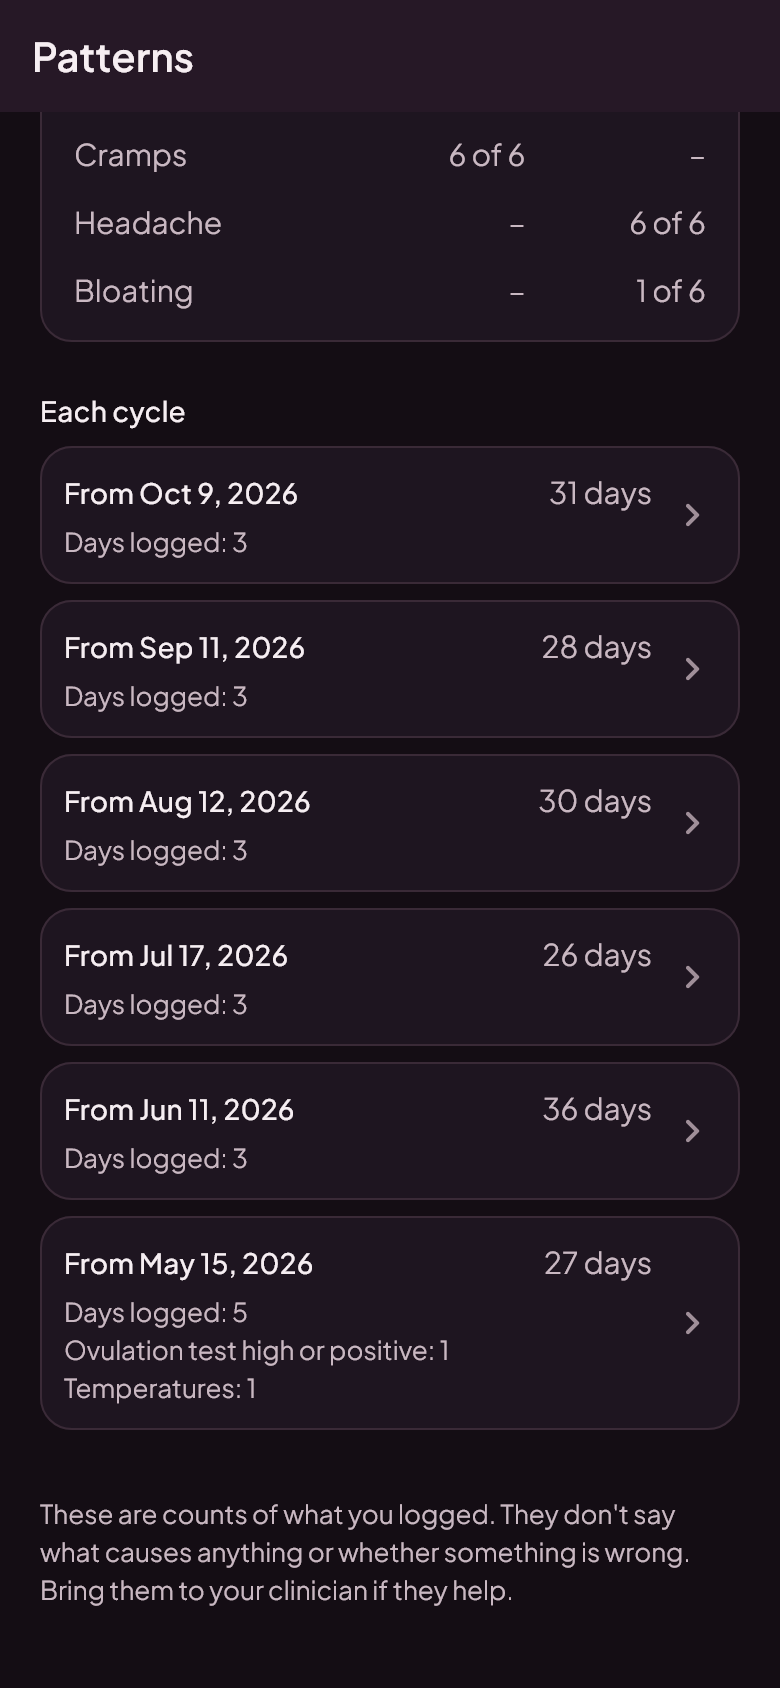 Patterns
Cramps 6 of 6 –
Headache – 6 of 6
Bloating – 1 of 6
Each cycle
From Oct 9, 2026 31 days
Days logged: 3
From Sep 11, 2026 28 days
Days logged: 3
From Aug 12, 2026 30 days
Days logged: 3
From Jul 17, 2026 26 days
Days logged: 3
From Jun 11, 2026 36 days
Days logged: 3
From May 15, 2026 27 days
Days logged: 5
Ovulation test high or positive: 1
Temperatures: 1
These are counts of what you logged. They don't say
what causes anything or whether something is wrong.
Bring them to your clinician if they help.